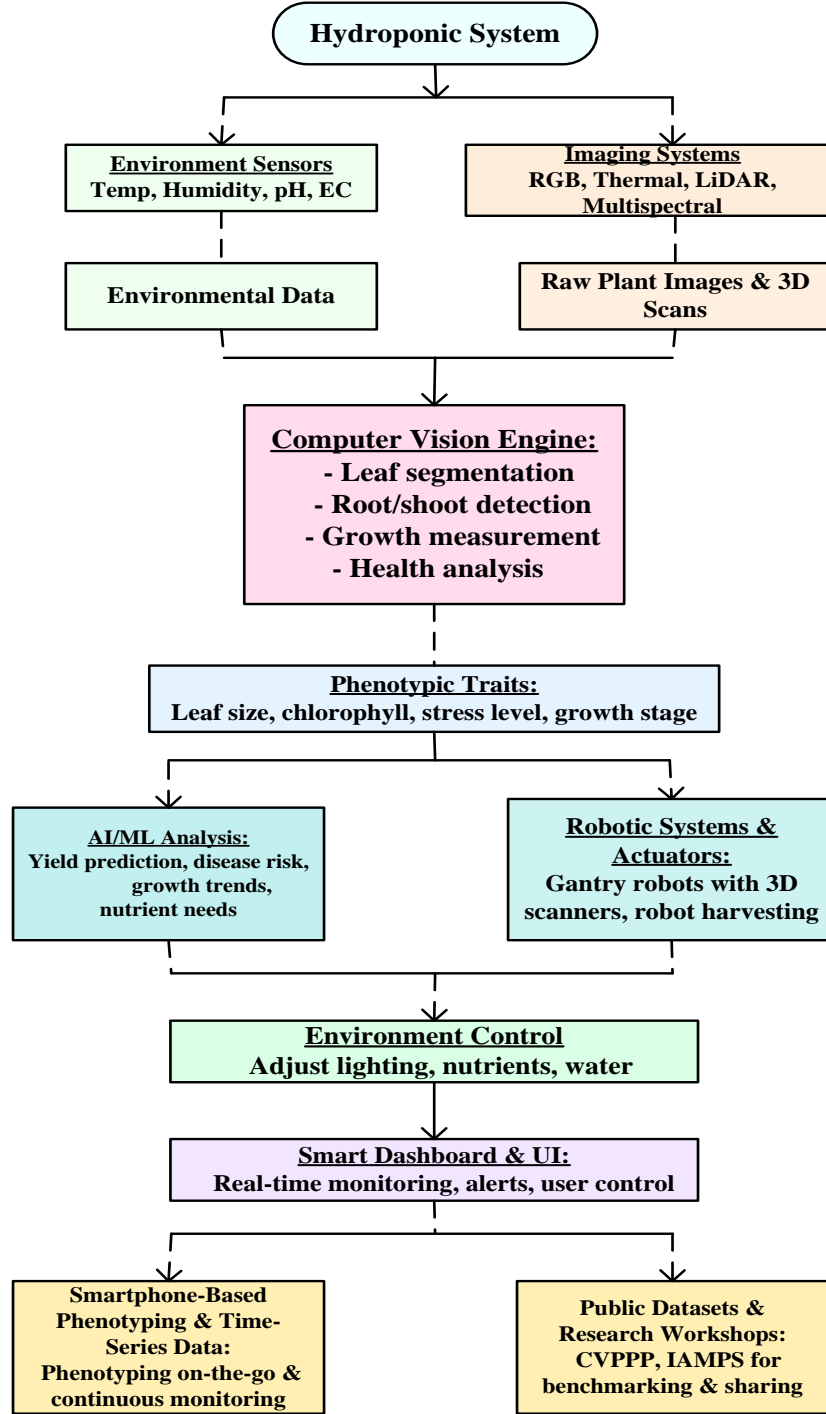 Hydroponic System
Environment Sensors
Temp, Humidity, pH, EC
Imaging Systems
RGB, Thermal, LiDAR,
Multispectral
Environmental Data
Raw Plant Images & 3D
Scans
Computer Vision Engine:
- Leaf segmentation
- Root/shoot detection
- Growth measurement
- Health analysis
Phenotypic Traits:
Leaf size, chlorophyll, stress level, growth stage
AI/ML Analysis:
Yield prediction, disease risk,
growth trends,
nutrient needs
Robotic Systems &
Actuators:
Gantry robots with 3D
scanners, robot harvesting
Environment Control
Adjust lighting, nutrients, water
Smart Dashboard & UI:
Real-time monitoring, alerts, user control
Smartphone-Based
Phenotyping & Time-
Series Data:
Phenotyping on-the-go &
continuous monitoring
Public Datasets &
Research Workshops:
CVPPP, IAMPS for
benchmarking & sharing